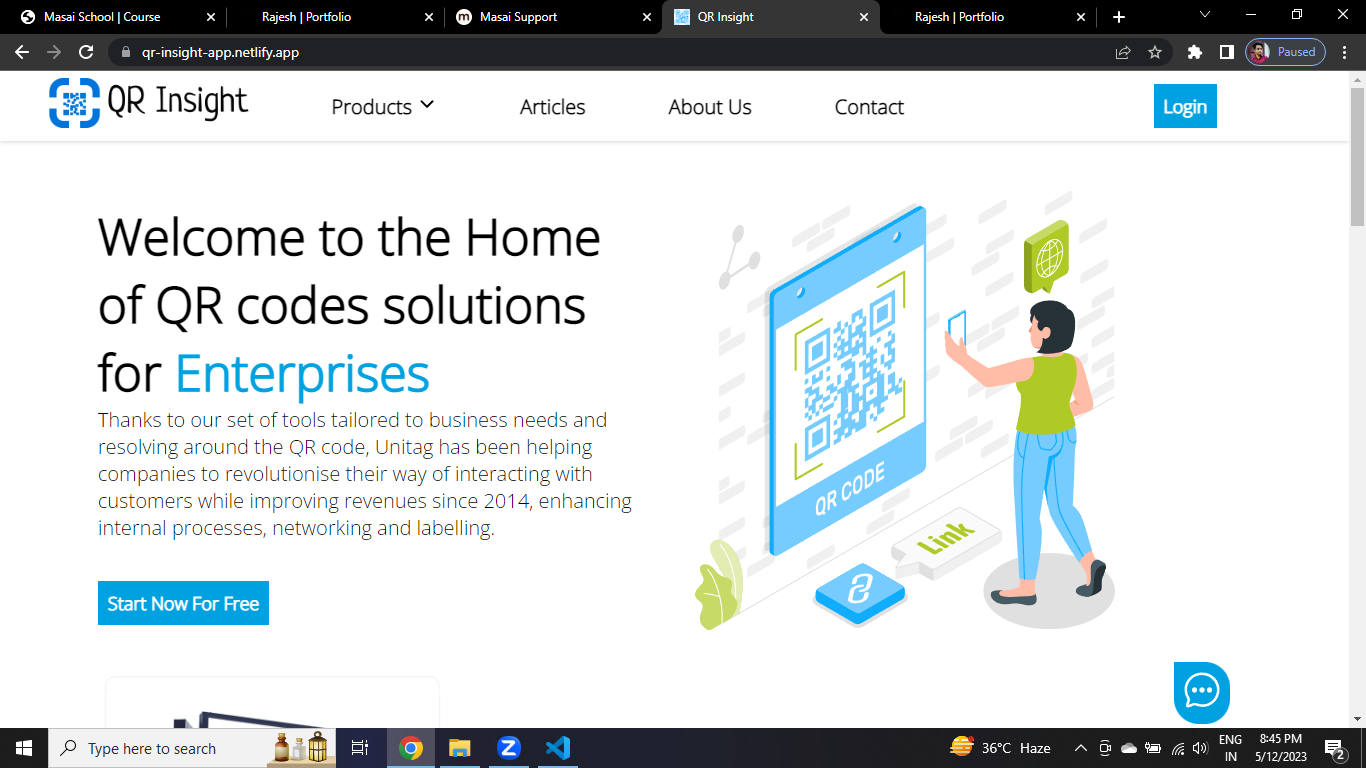 Masai School | Course
Rajesh | Portfolio
Masai Support
QR Insight
Rajesh | Portfolio
qr-insight-app.netlify.app
Paused
QR Insight
Products
Articles
About Us
Contact
Login
Welcome to the Home
of QR codes solutions
for Enterprises
Thanks to our set of tools tailored to business needs and
resolving around the QR code, Unitag has been helping
companies to revolutionise their way of interacting with
customers while improving revenues since 2014, enhancing
internal processes, networking and labelling.
Start Now For Free
QR CODE
Link
Type here to search
36°C Haze
ENG
IN
8:45 PM
5/12/2023
2